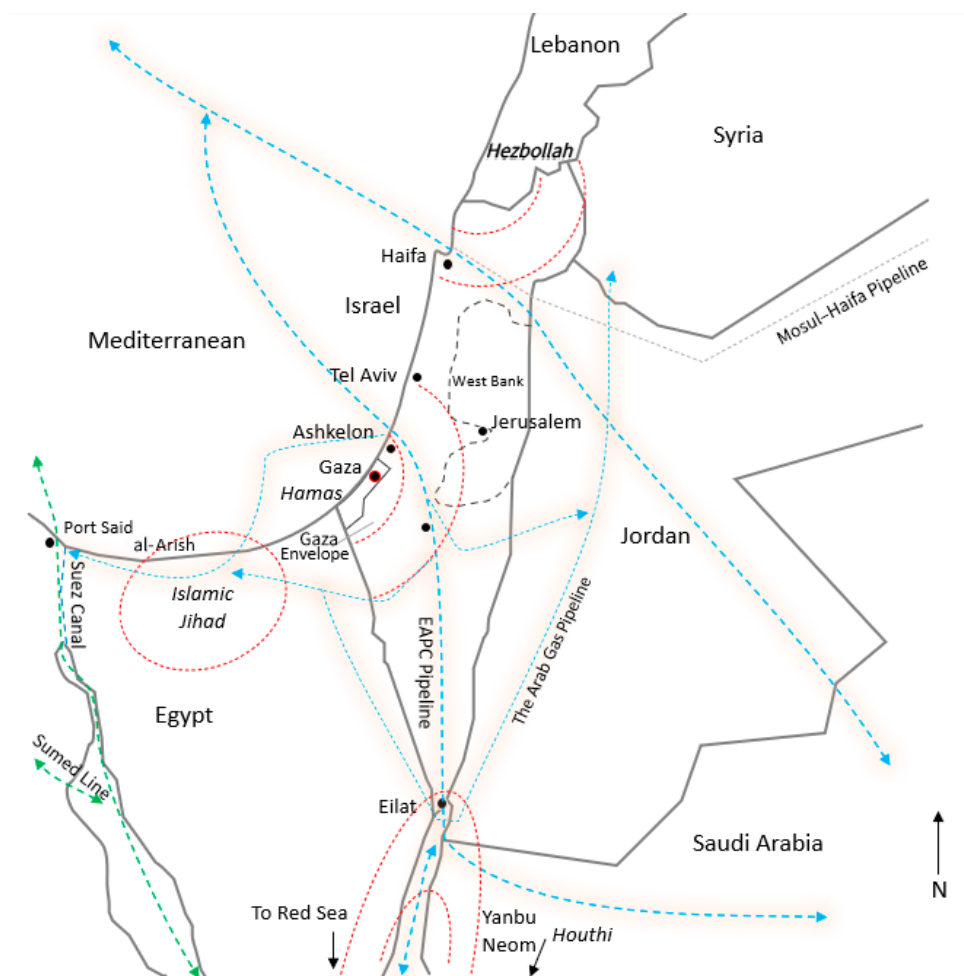 Lebanon
Syria
Hezbollah
Haifa
Israel
Mosul–Haifa Pipeline
Mediterranean
Tel Aviv
West Bank
Jerusalem
Ashkelon
Gaza
Hamas
Port Said
al-Arish
Gaza
Envelope
Jordan
Suez Canal
Islamic
Jihad
EAPC Pipeline
The Arab Gas Pipeline
Egypt
Sumed Line
Eilat
Saudi Arabia
N
To Red Sea
Yanbu
Neom
Houthi